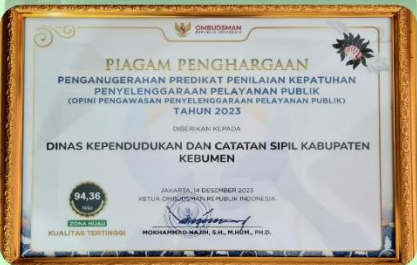 OMBUDSMAN
REPUBLIK INDONESIA
PIAGAM PENGHARGAAN
PENGANUGERAHAN PREDIKAT PENILAIAN KEPATUHAN
PENYELENGGARAAN PELAYANAN PUBLIK
(OPINI PENGAWASAN PENYELENGGARAAN PELAYANAN PUBLIK)
TAHUN 2023
DIBERIKAN KEPADA
DINAS KEPENDUDUKAN DAN CATATAN SIPIL KABUPATEN
KEBUMEN
JAKARTA, 14 DESEMBER 2023
KETUA OMBUDSMAN REPUBLIK INDONESIA
94,36
Nilai
ZONA HIJAU
KUALITAS TERTINGGI
MOKHAMMAD NAJIH, S.H., M.HUM., PH.D.